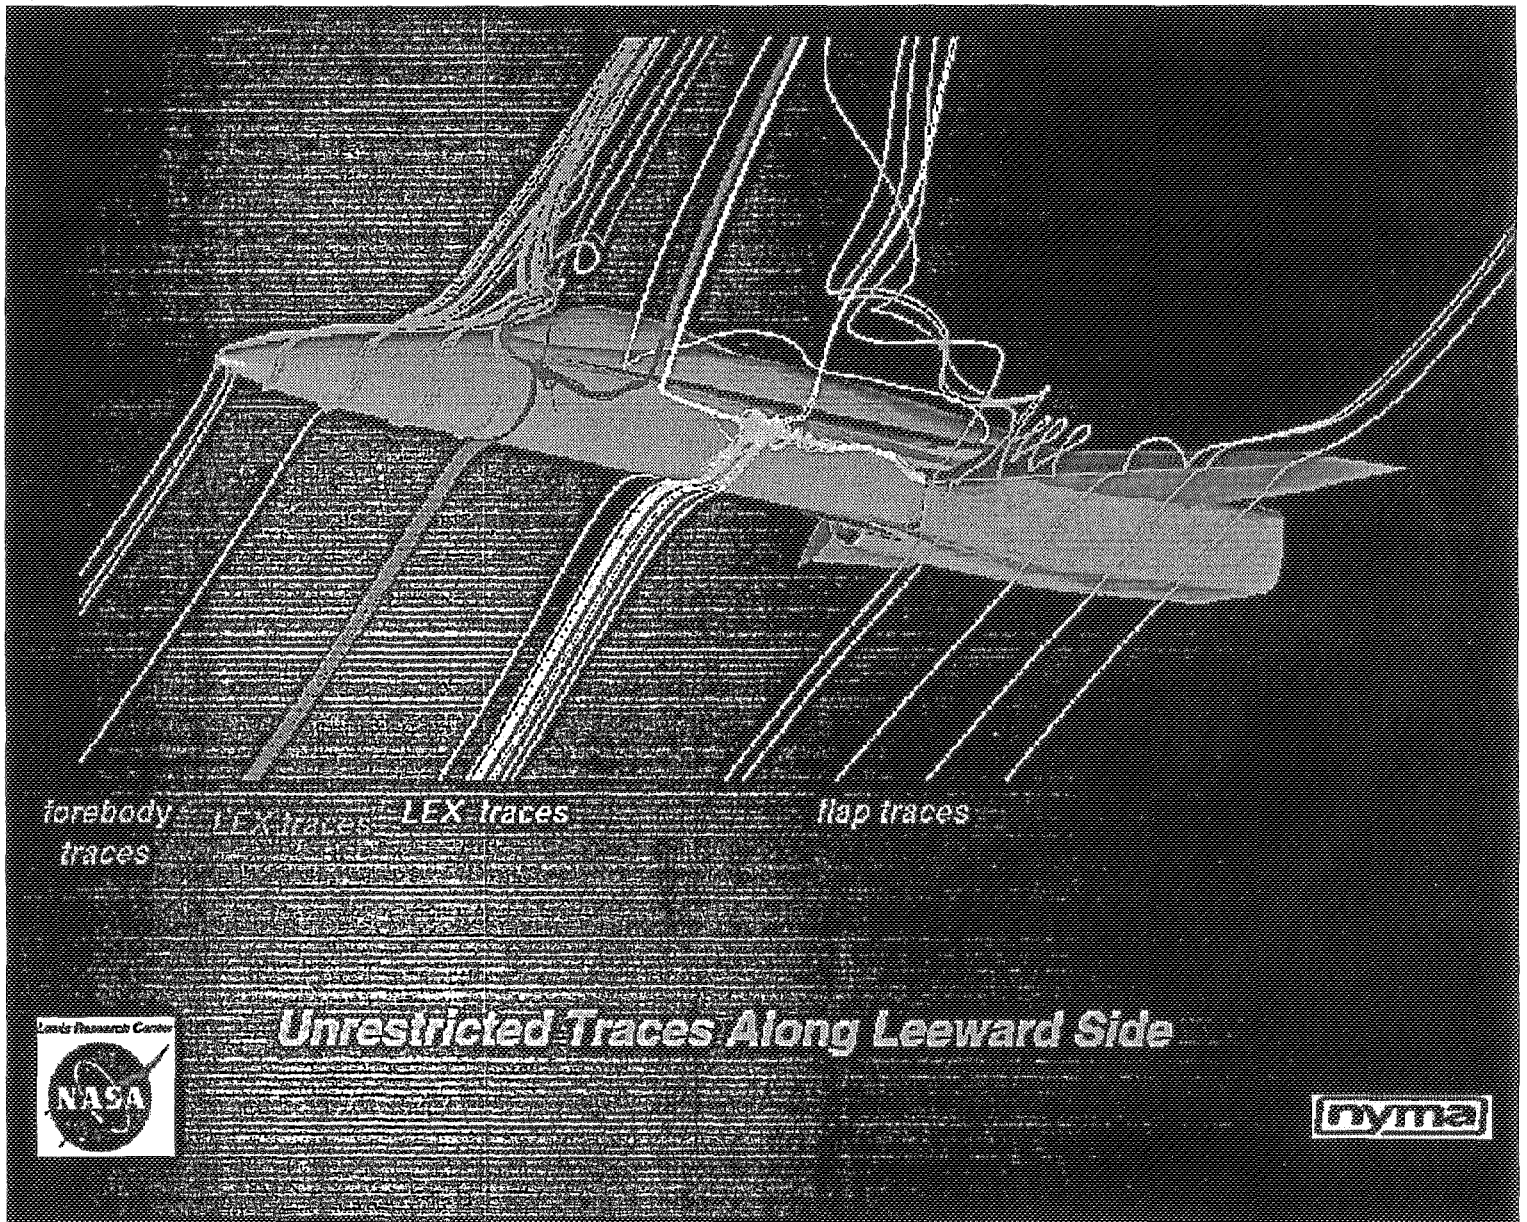 forebody
traces
LEX traces
LEX traces
flap traces
Unrestricted Traces Along Leeward Side
Lewis Research Center
NASA
nyma